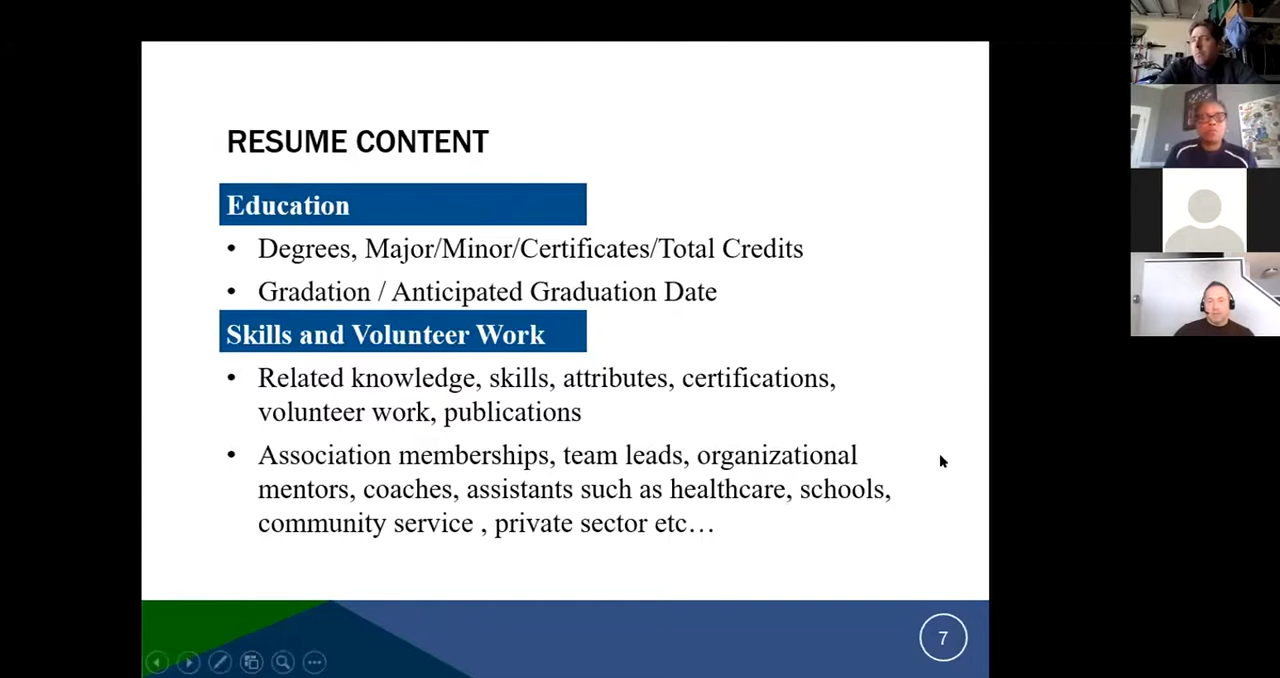 RESUME CONTENT
Education
• Degrees, Major/Minor/Certificates/Total Credits
• Gradation / Anticipated Graduation Date
Skills and Volunteer Work
• Related knowledge, skills, attributes, certifications,
volunteer work, publications
• Association memberships, team leads, organizational
mentors, coaches, assistants such as healthcare, schools,
community service , private sector etc…
7